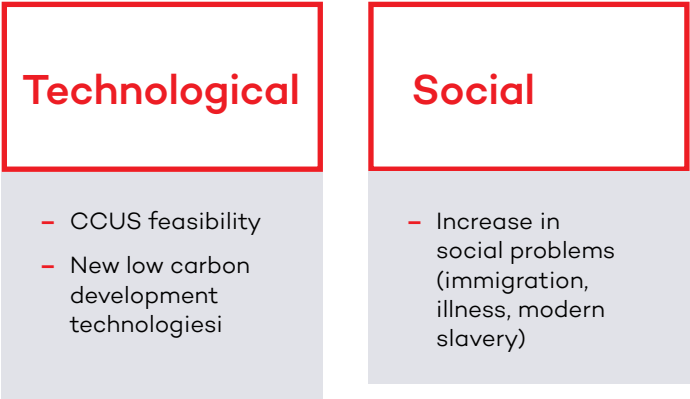 Technological
– CCUS feasibility
– New low carbon
development
technologiesi
Social
– Increase in
social problems
(immigration,
illness, modern
slavery)